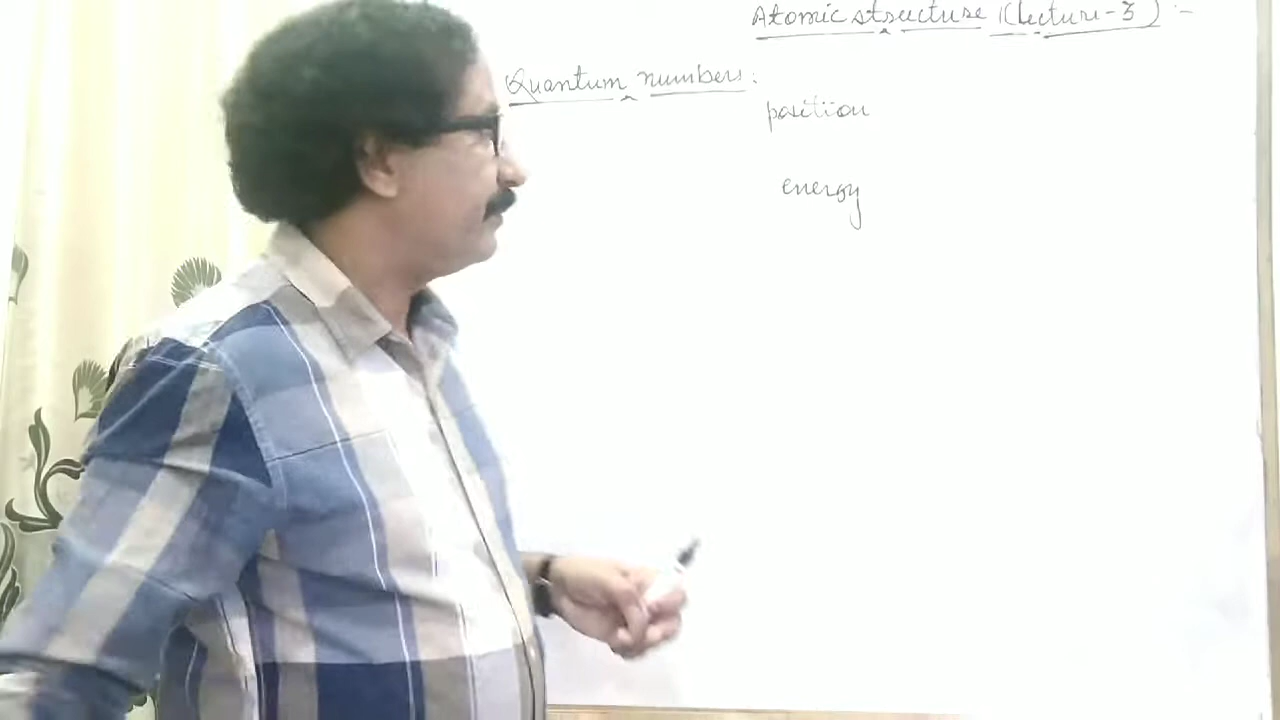 Atomic structure (Lecture-3) :-
Quantum numbers:
position
energy